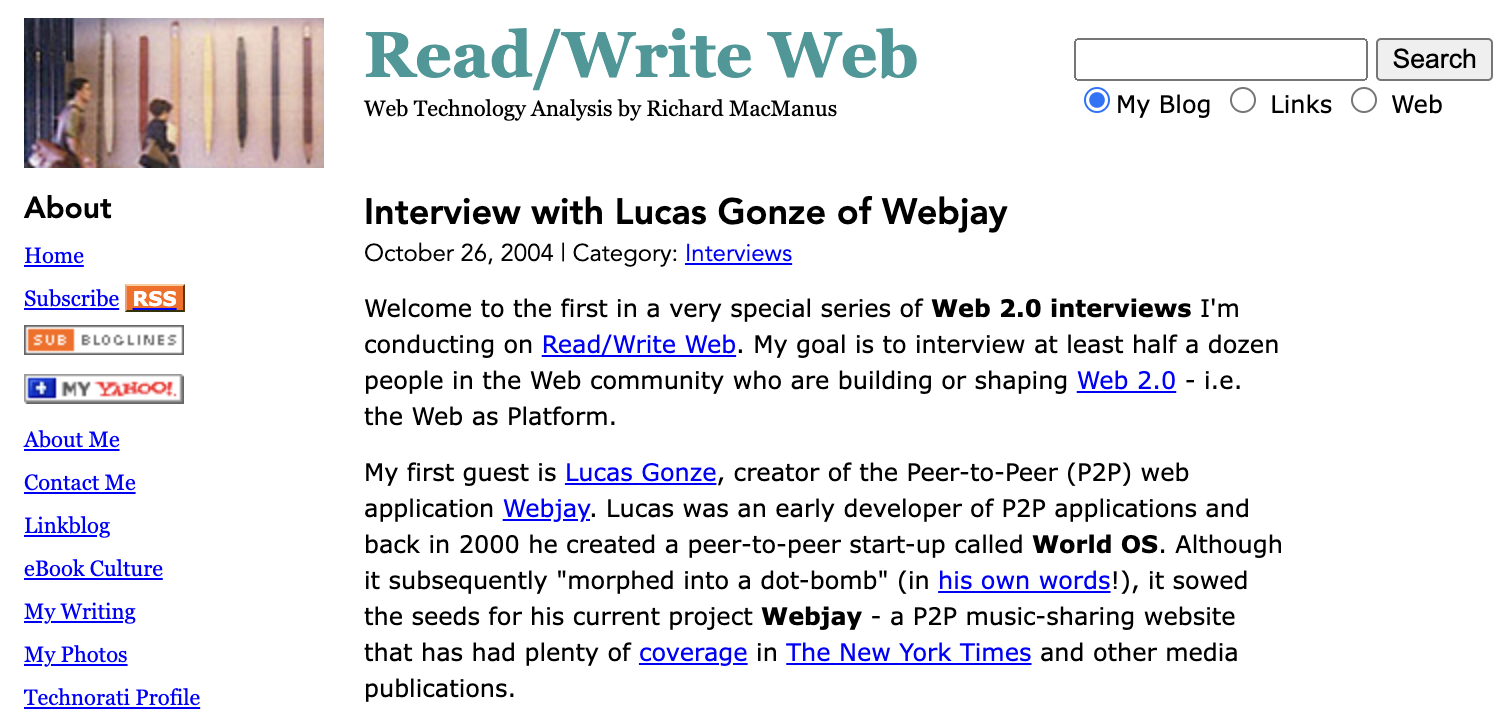 Read/Write Web
Web Technology Analysis by Richard MacManus
Search
My Blog Links Web
About
Home
Subscribe RSS
SUB BLOGLINES
MY YAHOO!
About Me
Contact Me
Linkblog
eBook Culture
My Writing
My Photos
Technorati Profile
Interview with Lucas Gonze of Webjay
October 26, 2004 | Category: Interviews
Welcome to the first in a very special series of Web 2.0 interviews I'm
conducting on Read/Write Web. My goal is to interview at least half a dozen
people in the Web community who are building or shaping Web 2.0 - i.e.
the Web as Platform.
My first guest is Lucas Gonze, creator of the Peer-to-Peer (P2P) web
application Webjay. Lucas was an early developer of P2P applications and
back in 2000 he created a peer-to-peer start-up called World OS. Although
it subsequently "morphed into a dot-bomb" (in his own words!), it sowed
the seeds for his current project Webjay - a P2P music-sharing website
that has had plenty of coverage in The New York Times and other media
publications.